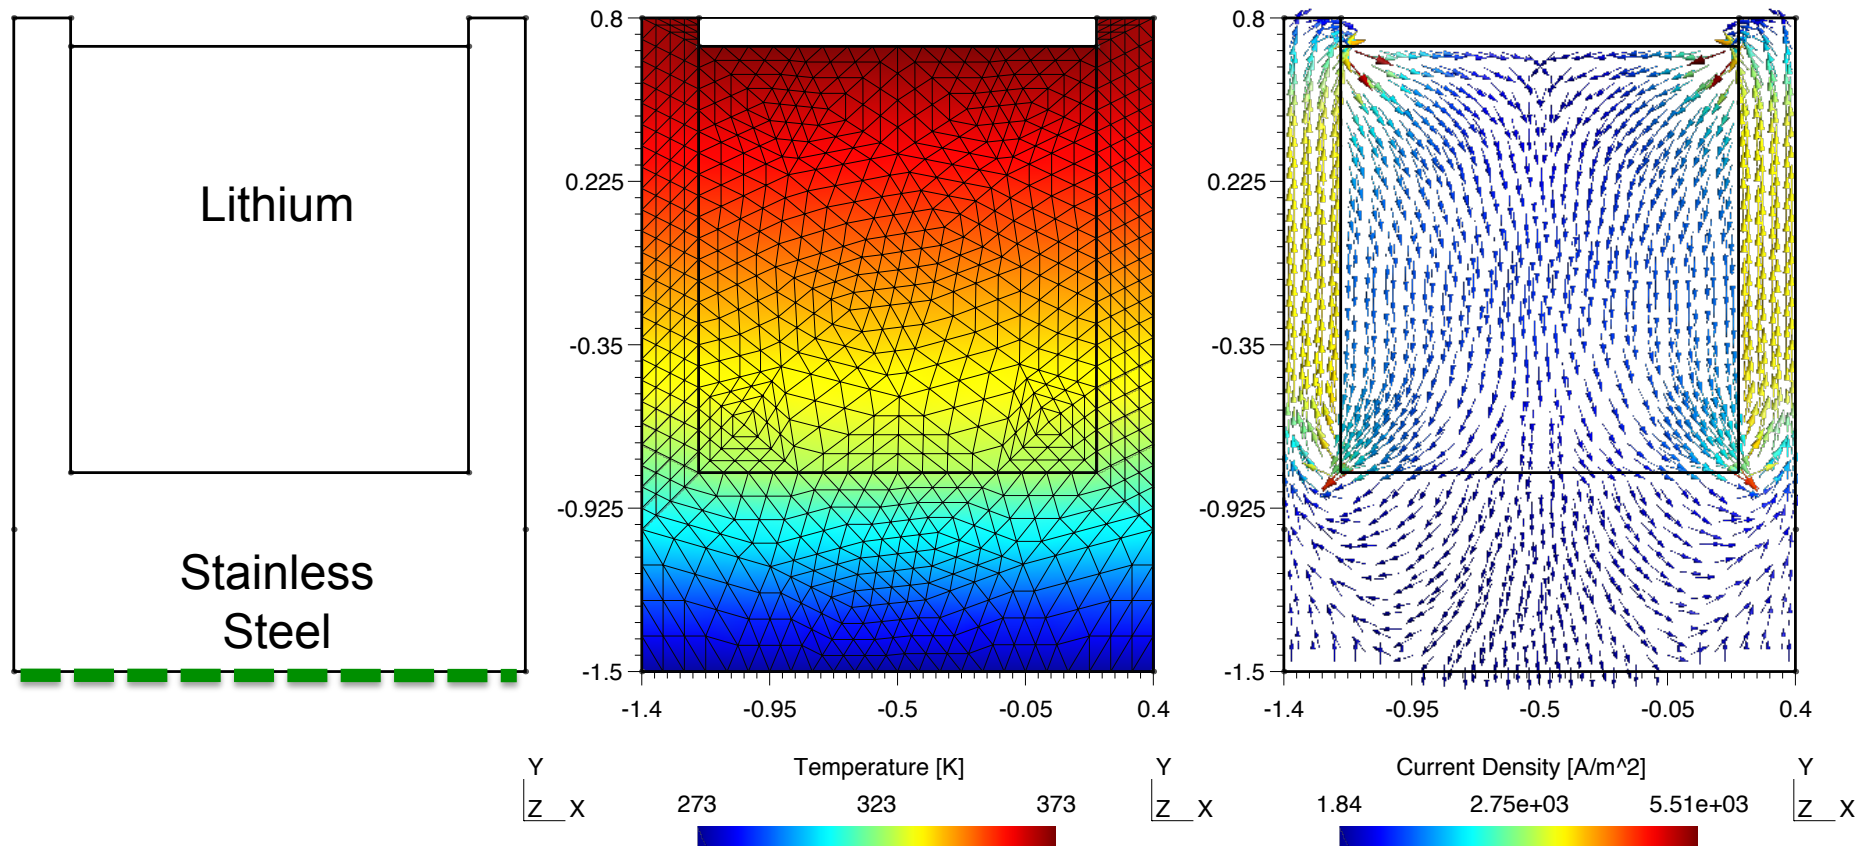 Lithium
Stainless
Steel
0.8
0.225
-0.35
-0.925
-1.5
-1.4 -0.95 -0.5 -0.05 0.4
Y
Z X
Temperature [K]
273 323 373
0.8
0.225
-0.35
-0.925
-1.5
-1.4 -0.95 -0.5 -0.05 0.4
Y
Z X
Current Density [A/m^2]
1.84 2.75e+03 5.51e+03
Y
Z X